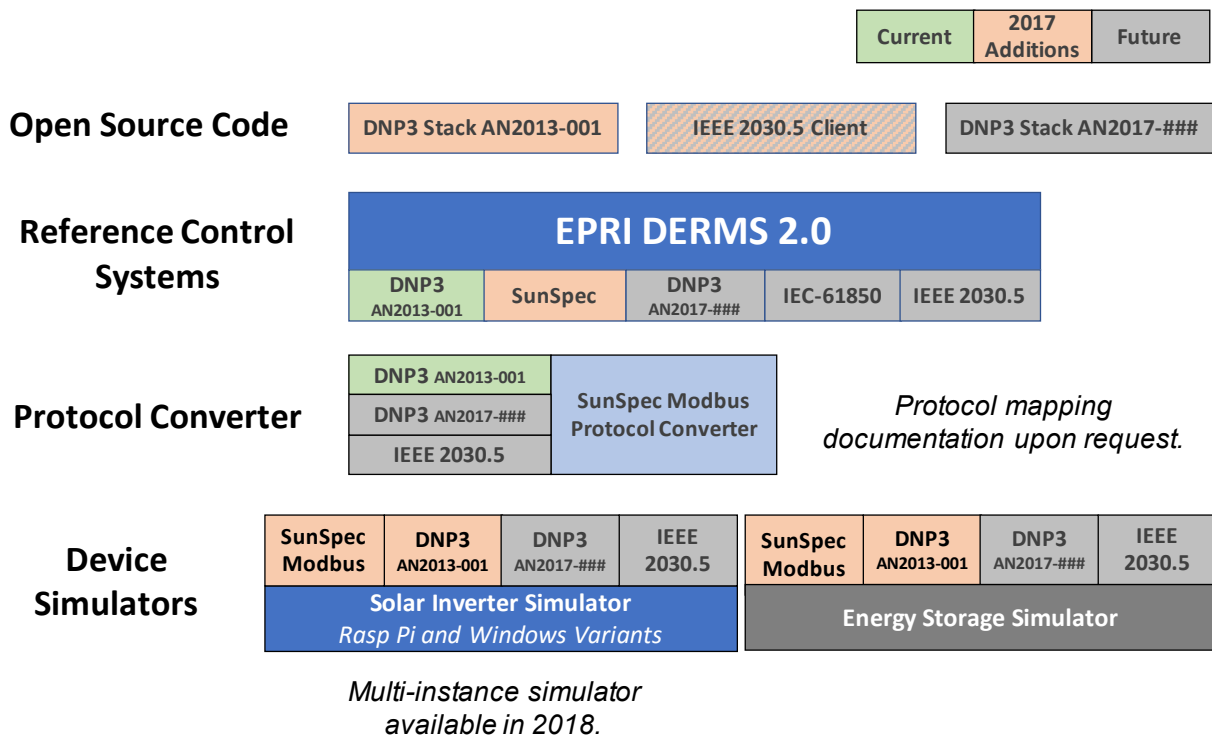 Current
2017
Additions
Future
Open Source Code
DNP3 Stack AN2013-001
IEEE 2030.5 Client
DNP3 Stack AN2017-###
Reference Control
Systems
EPRI DERMS 2.0
DNP3
AN2013-001
SunSpec
DNP3
AN2017-###
IEC-61850
IEEE 2030.5
Protocol Converter
DNP3 AN2013-001
DNP3 AN2017-###
IEEE 2030.5
SunSpec Modbus
Protocol Converter
Protocol mapping
documentation upon request.
Device
Simulators
SunSpec
Modbus
DNP3
AN2013-001
DNP3
AN2017-###
IEEE
2030.5
Solar Inverter Simulator
Rasp Pi and Windows Variants
SunSpec
Modbus
DNP3
AN2013-001
DNP3
AN2017-###
IEEE
2030.5
Energy Storage Simulator
Multi-instance simulator
available in 2018.